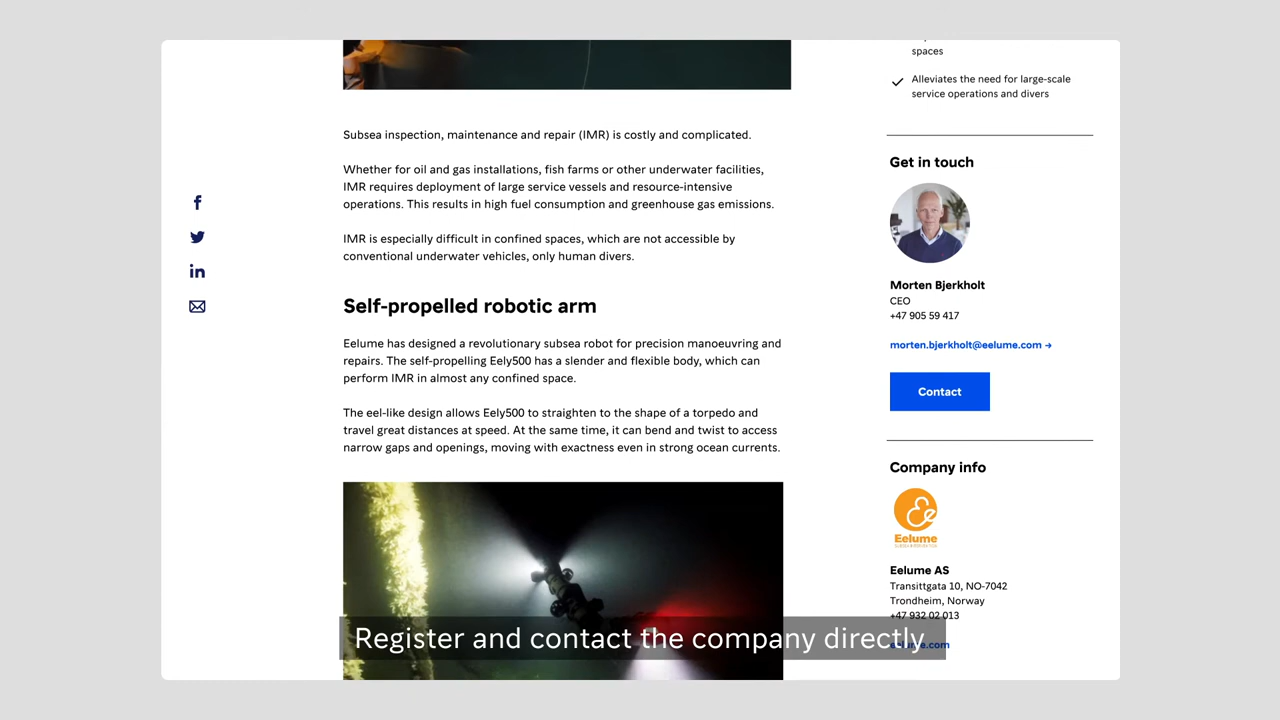 Subsea inspection, maintenance and repair (IMR) is costly and complicated.
Whether for oil and gas installations, fish farms or other underwater facilities,
IMR requires deployment of large service vessels and resource-intensive
operations. This results in high fuel consumption and greenhouse gas emissions.
IMR is especially difficult in confined spaces, which are not accessible by
conventional underwater vehicles, only human divers.
Self-propelled robotic arm
Eelume has designed a revolutionary subsea robot for precision manoeuvring and
repairs. The self-propelling Eely500 has a slender and flexible body, which can
perform IMR in almost any confined space.
The eel-like design allows Eely500 to straighten to the shape of a torpedo and
travel great distances at speed. At the same time, it can bend and twist to access
narrow gaps and openings, moving with exactness even in strong ocean currents.
spaces
Alleviates the need for large-scale
service operations and divers
Get in touch
Morten Bjerkholt
CEO
+47 905 59 417
morten.bjerkholt@eelume.com →
Contact
Company info
Eelume
Eelume AS
Transittgata 10, NO-7042
Trondheim, Norway
+47 932 02 013
eelume.com
Register and contact the company directly